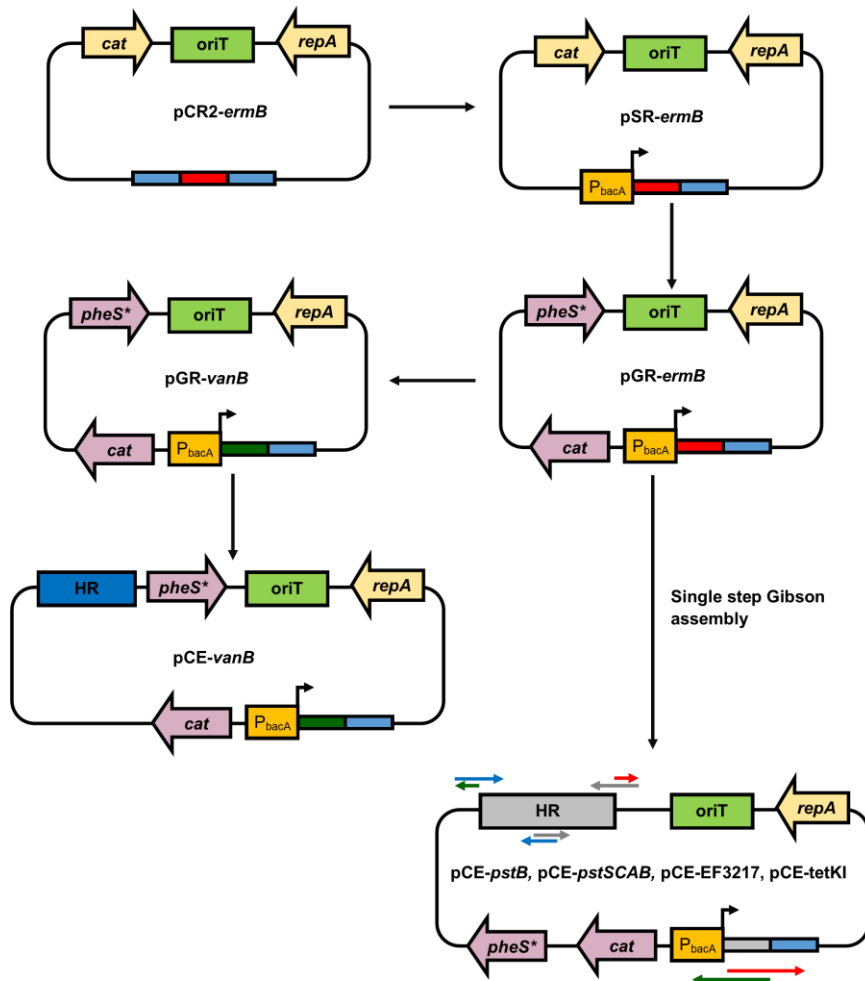 cat oriT repA
pCR2-ermB
cat oriT repA
pSR-ermB
PbacA
pheS* oriT repA
pGR-vanB
cat PbacA
pheS* oriT repA
pGR-ermB
cat PbacA
HR pheS* oriT repA
pCE-vanB
cat PbacA
Single step Gibson
assembly
HR oriT repA
pCE-pstB, pCE-pstSCAB, pCE-EF3217, pCE-tetKI
pheS* cat PbacA